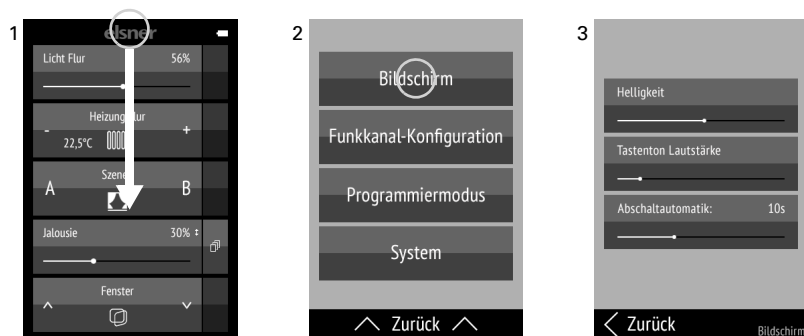 1
elsner
Licht Flur 56%
Heizung Flur
- 22,5°C +
Szene
A B
Jalousie 30%
Fenster
2
Bildschirm
Funkkanal-Konfiguration
Programmiermodus
System
Zurück
3
Helligkeit
Tastenton Lautstärke
Abschaltautomatik: 10s
Zurück Bildschirm